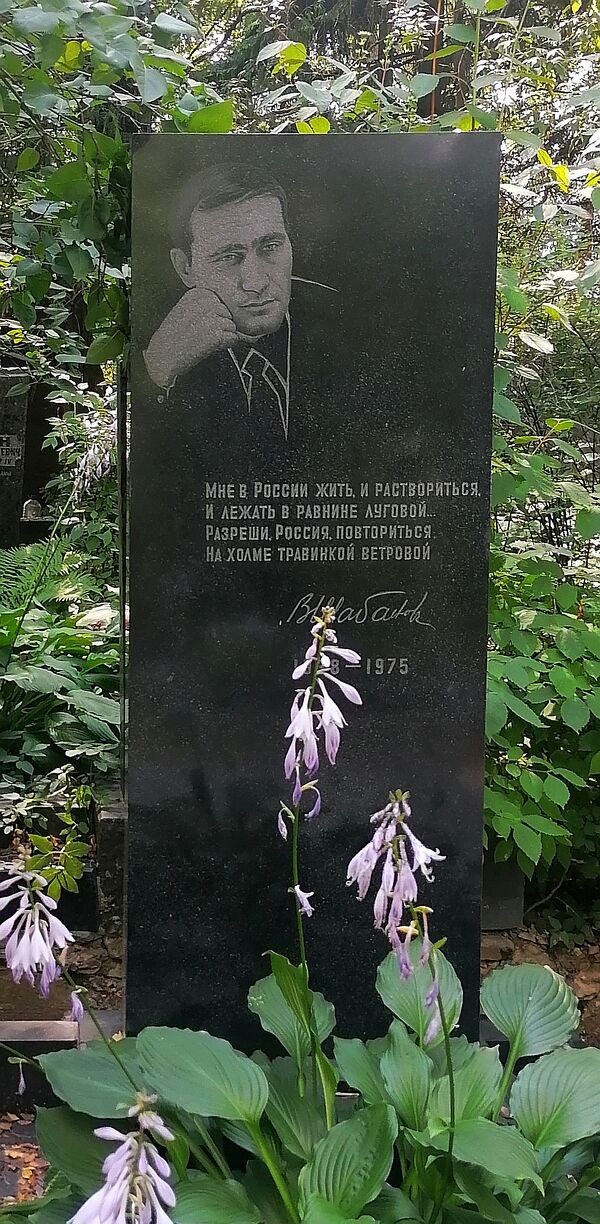 Мне в России жить, и раствориться,
И лежать в равнине луговой...
Разреши, Россия, повториться
На холме травинкой ветровой
– 1975